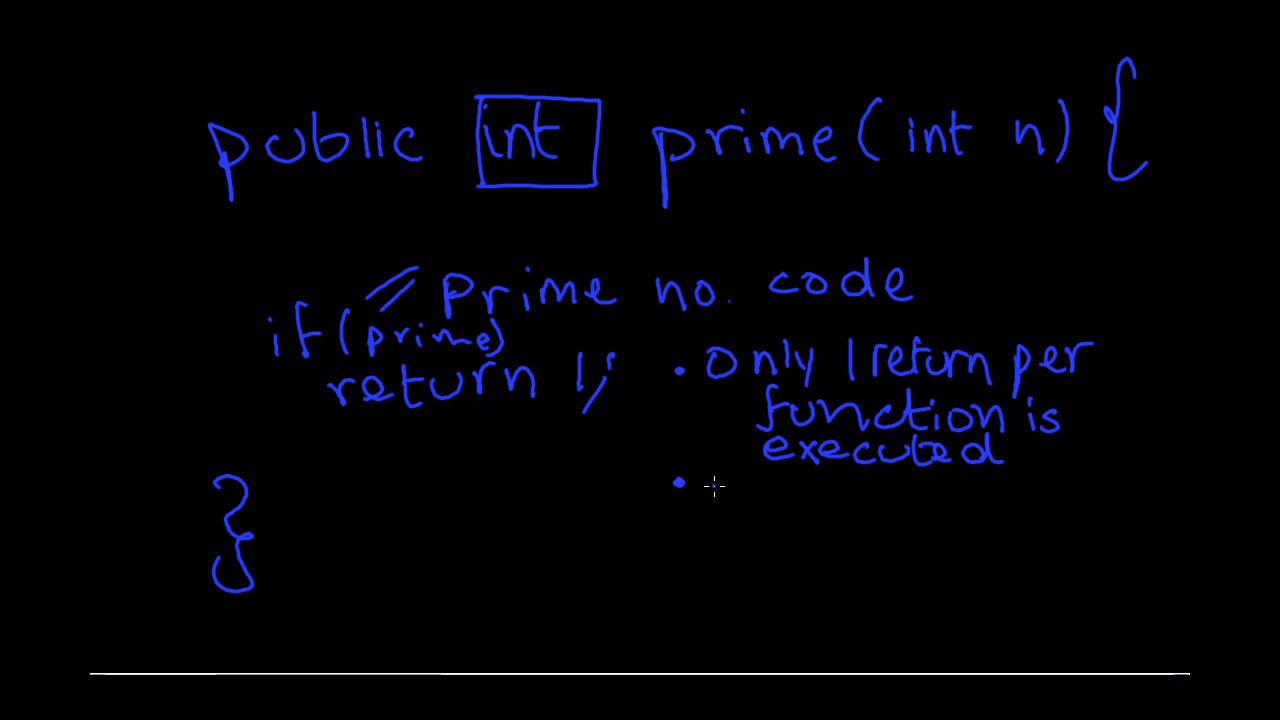 public int prime(int n) {
// Prime no. code
if (prime)
return 1;
• Only 1 return per
function is
executed
•
}